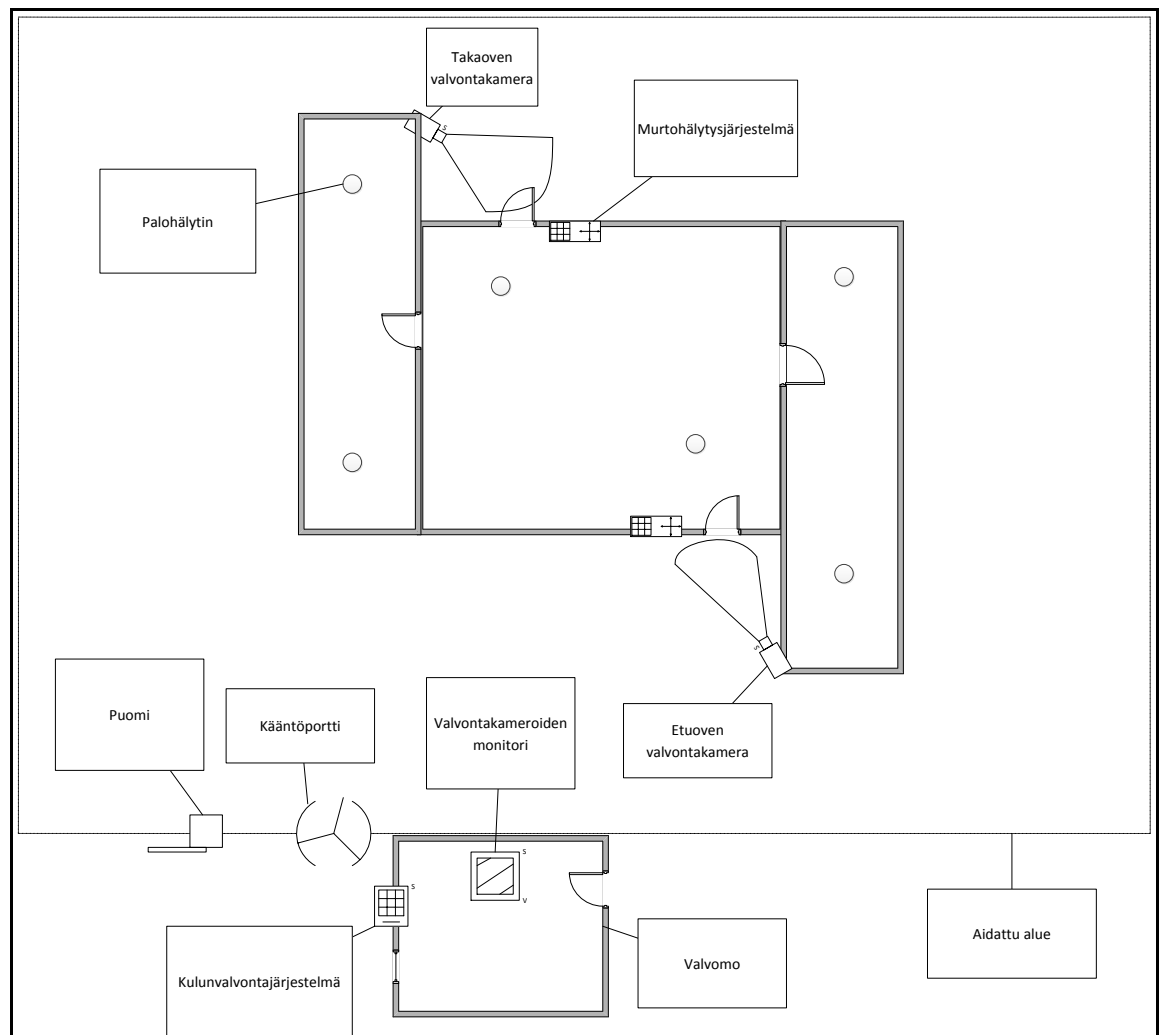 Takaoven
valvontakamera
S
Murtohälytysjärjestelmä
Palohälytin
S
Puomi
Kääntöportti
Valvontakameroiden
monitori
Etuoven
valvontakamera
S
S
V
Kulunvalvontajärjestelmä
Valvomo
Aidattu alue